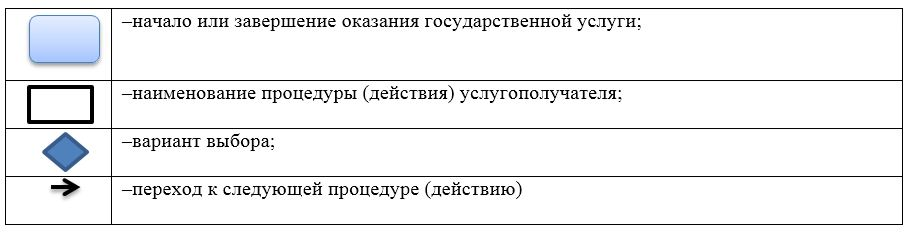 –начало или завершение оказания государственной услуги;
–наименование процедуры (действия) услугополучателя;
–вариант выбора;
–переход к следующей процедуре (действию)